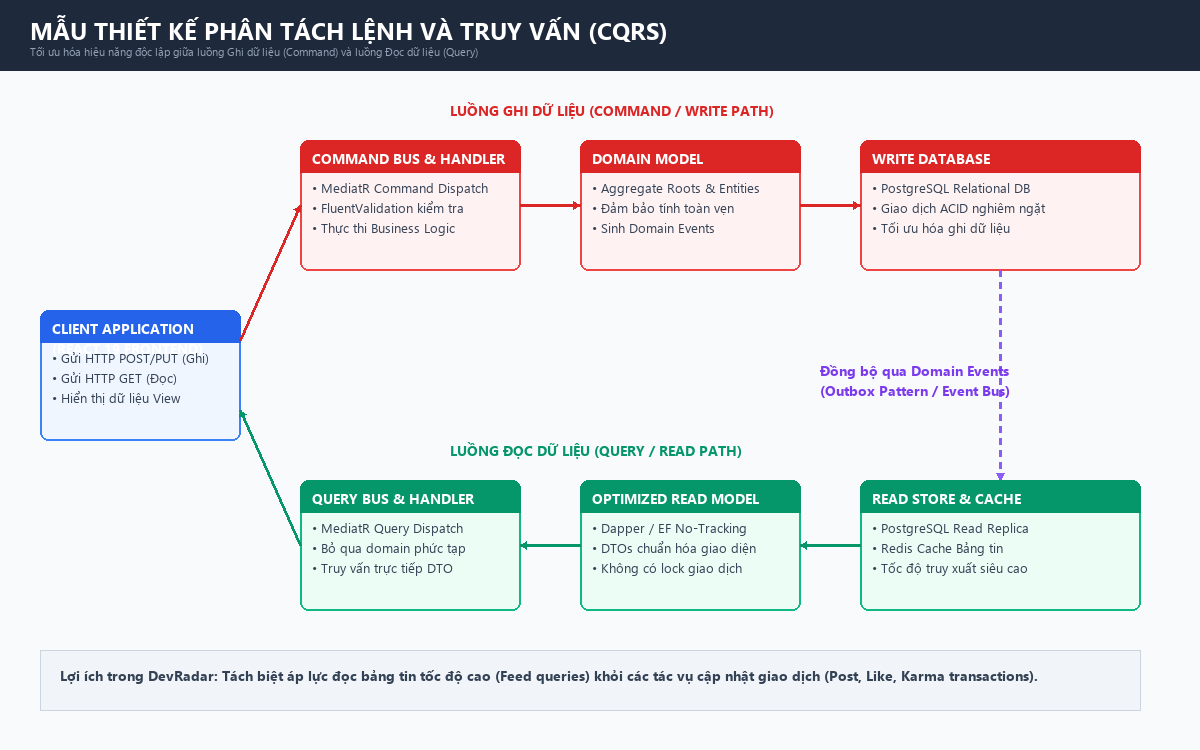 MẪU THIẾT KẾ PHÂN TÁCH LỆNH VÀ TRUY VẤN (CQRS)
Tối ưu hóa hiệu năng độc lập giữa luồng Ghi dữ liệu (Command) và luồng Đọc dữ liệu (Query)
LUỒNG GHI DỮ LIỆU (COMMAND / WRITE PATH)
COMMAND BUS & HANDLER
• MediatR Command Dispatch
• FluentValidation kiểm tra
• Thực thi Business Logic
DOMAIN MODEL
• Aggregate Roots & Entities
• Đảm bảo tính toàn vẹn
• Sinh Domain Events
WRITE DATABASE
• PostgreSQL Relational DB
• Giao dịch ACID nghiêm ngặt
• Tối ưu hóa ghi dữ liệu
CLIENT APPLICATION
• Gửi HTTP POST/PUT (Ghi)
• Gửi HTTP GET (Đọc)
• Hiển thị dữ liệu View
Đồng bộ qua Domain Events
(Outbox Pattern / Event Bus)
LUỒNG ĐỌC DỮ LIỆU (QUERY / READ PATH)
QUERY BUS & HANDLER
• MediatR Query Dispatch
• Bỏ qua domain phức tạp
• Truy vấn trực tiếp DTO
OPTIMIZED READ MODEL
• Dapper / EF No-Tracking
• DTOs chuẩn hóa giao diện
• Không có lock giao dịch
READ STORE & CACHE
• PostgreSQL Read Replica
• Redis Cache Bảng tin
• Tốc độ truy xuất siêu cao
Lợi ích trong DevRadar: Tách biệt áp lực đọc bảng tin tốc độ cao (Feed queries) khỏi các tác vụ cập nhật giao dịch (Post, Like, Karma transactions).